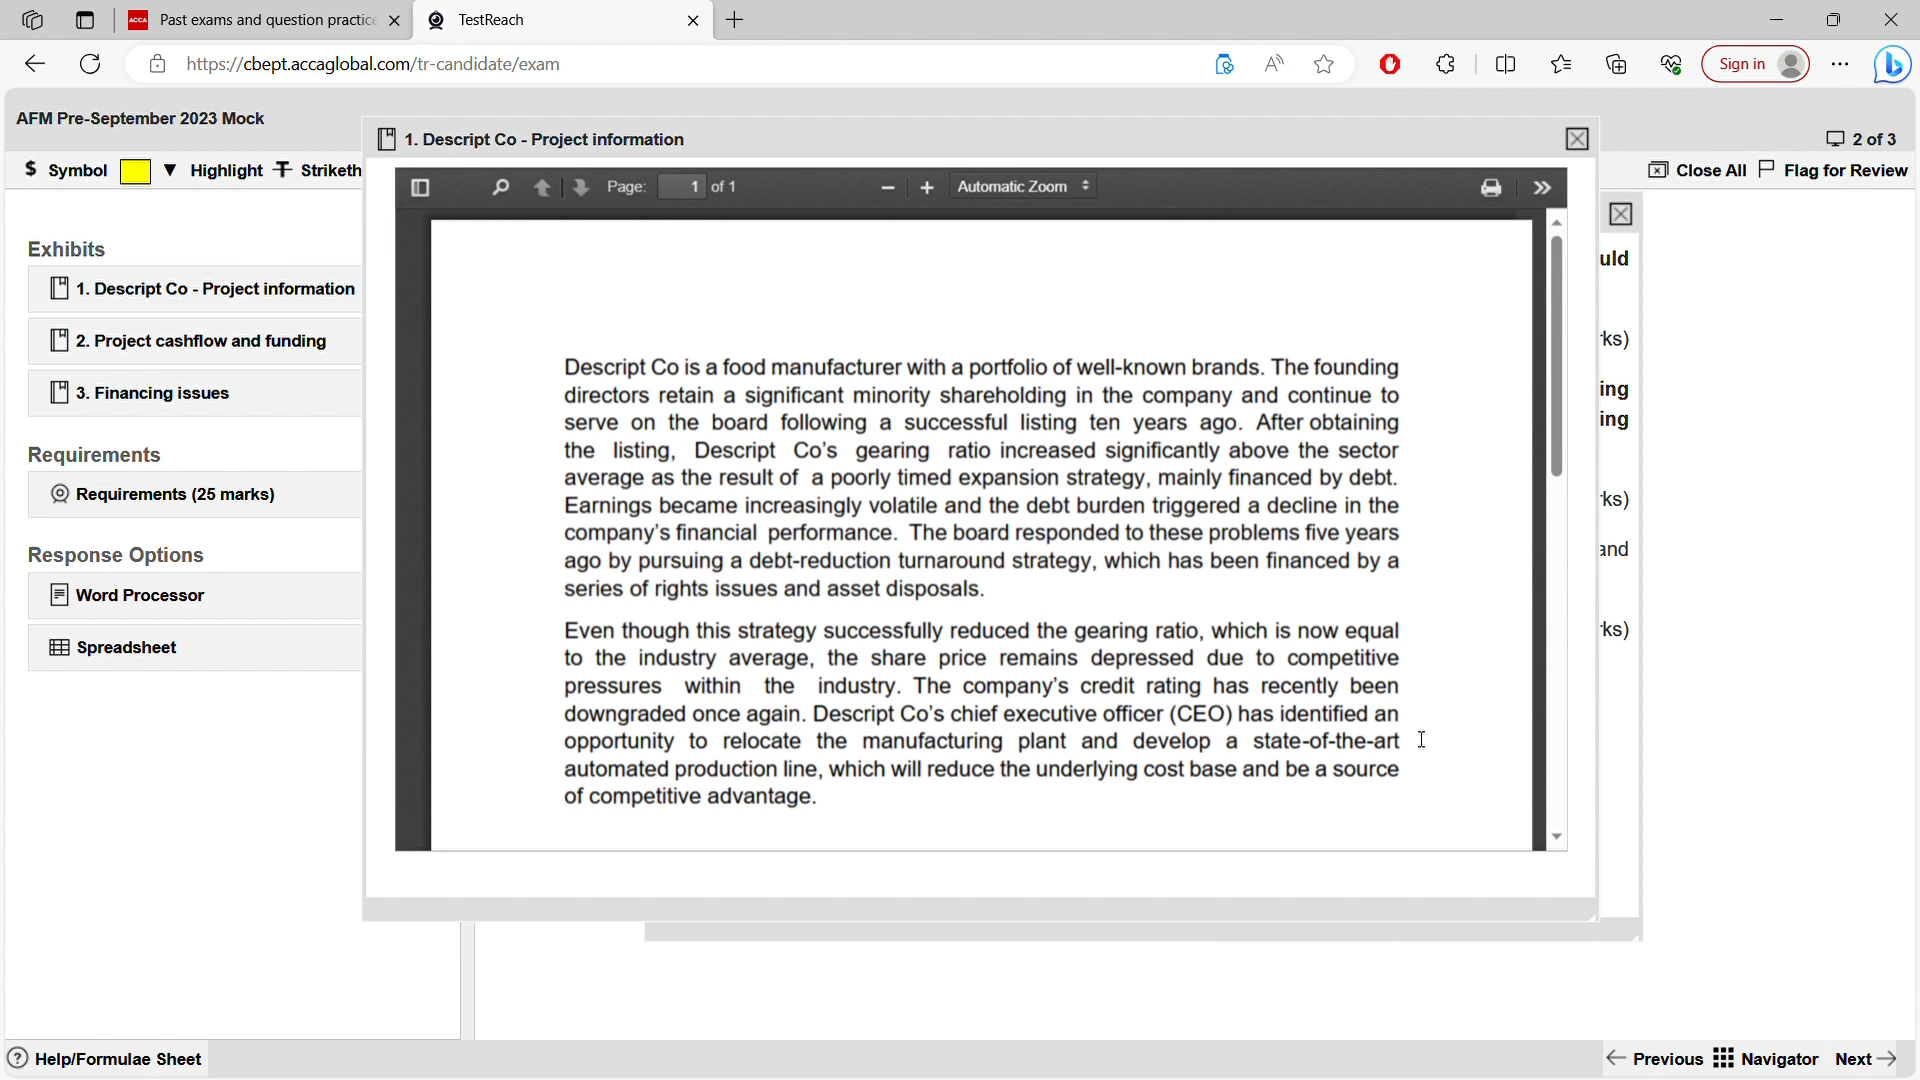 ACCA Past exams and question practice
TestReach
https://cbept.accaglobal.com/tr-candidate/exam
Sign in
AFM Pre-September 2023 Mock
2 of 3
$ Symbol
Highlight
T Striketh
Close All
Flag for Review
1. Descript Co - Project information
Page: 1 of 1
Automatic Zoom
Exhibits
1. Descript Co - Project information
2. Project cashflow and funding
3. Financing issues
Requirements
Requirements (25 marks)
Response Options
Word Processor
Spreadsheet
Descript Co is a food manufacturer with a portfolio of well-known brands. The founding
directors retain a significant minority shareholding in the company and continue to
serve on the board following a successful listing ten years ago. After obtaining
the listing, Descript Co's gearing ratio increased significantly above the sector
average as the result of a poorly timed expansion strategy, mainly financed by debt.
Earnings became increasingly volatile and the debt burden triggered a decline in the
company's financial performance. The board responded to these problems five years
ago by pursuing a debt-reduction turnaround strategy, which has been financed by a
series of rights issues and asset disposals.
Even though this strategy successfully reduced the gearing ratio, which is now equal
to the industry average, the share price remains depressed due to competitive
pressures within the industry. The company's credit rating has recently been
downgraded once again. Descript Co's chief executive officer (CEO) has identified an
opportunity to relocate the manufacturing plant and develop a state-of-the-art
automated production line, which will reduce the underlying cost base and be a source
of competitive advantage.
uld
ks)
ing
ing
ks)
and
ks)
Help/Formulae Sheet
Previous
Navigator
Next